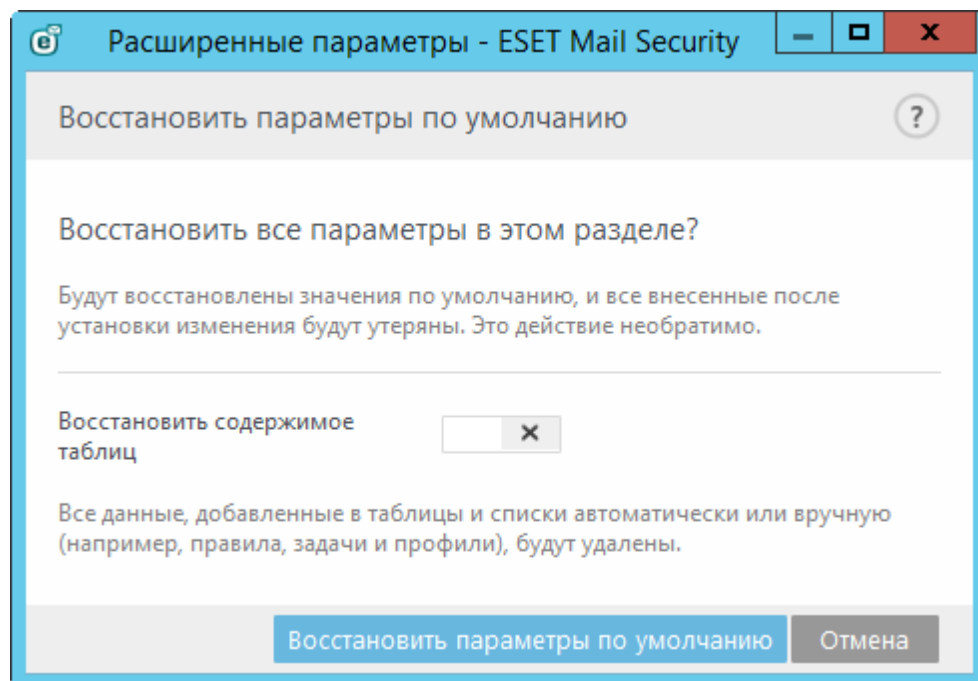 Расширенные параметры - ESET Mail Security
Восстановить параметры по умолчанию
?
Восстановить все параметры в этом разделе?
Будут восстановлены значения по умолчанию, и все внесенные после
установки изменения будут утеряны. Это действие необратимо.
Восстановить содержимое
таблиц
Все данные, добавленные в таблицы и списки автоматически или вручную
(например, правила, задачи и профили), будут удалены.
Восстановить параметры по умолчанию
Отмена